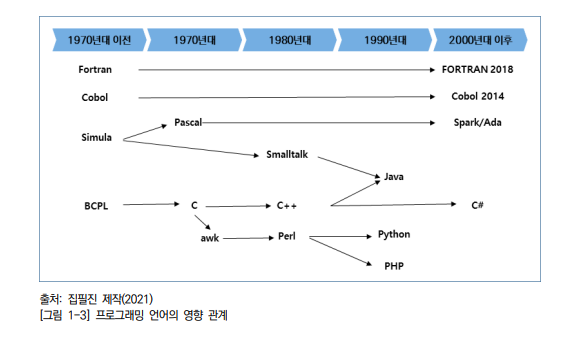 1970년대 이전 1970년대 1980년대 1990년대 2000년대 이후
Fortran FORTRAN 2018
Cobol Cobol 2014
Pascal Spark/Ada
Simula
Smalltalk
Java
BCPL C C++ C#
awk Perl Python
PHP
출처: 집필진 제작(2021)
[그림 1-3] 프로그래밍 언어의 영향 관계